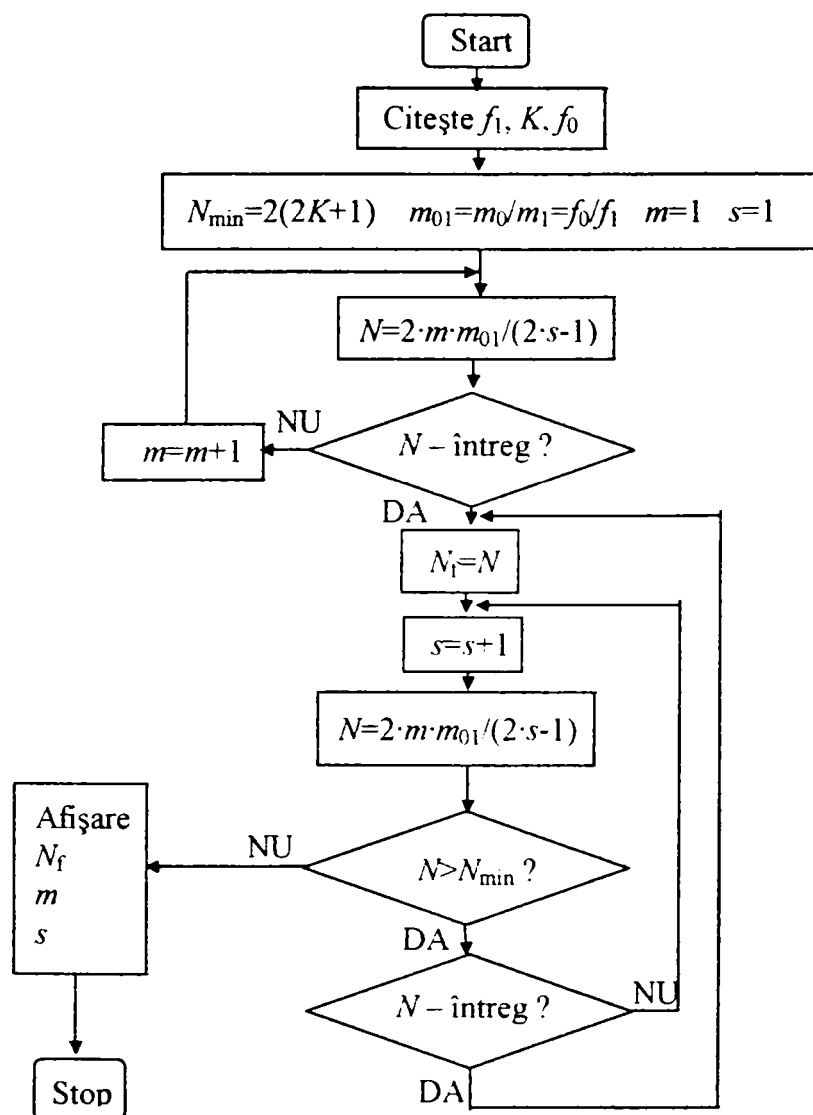 Start
Citeşte f₁, K, f₀
Nmin=2(2K+1) m₀₁=m₀/m₁=f₀/f₁ m=1 s=1
N=2·m·m₀₁/(2·s-1)
NU
m=m+1
N – întreg ?
DA
Nf=N
s=s+1
N=2·m·m₀₁/(2·s-1)
Afişare
Nf
m
s
NU
N>Nmin ?
DA
N – întreg ?
NU
DA
Stop